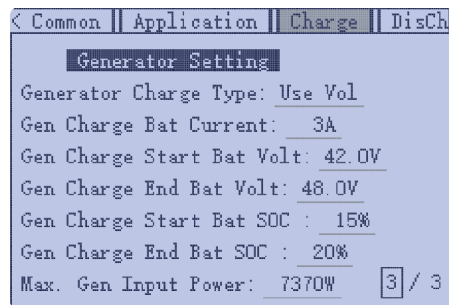 < Common || Application || Charge || DisCh
Generator Setting
Generator Charge Type: Use Vol
Gen Charge Bat Current: 3A
Gen Charge Start Bat Volt: 42.0V
Gen Charge End Bat Volt: 48.0V
Gen Charge Start Bat SOC : 15%
Gen Charge End Bat SOC : 20%
Max. Gen Input Power: 7370W 3 / 3